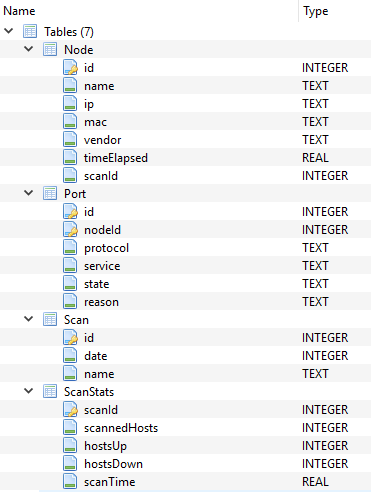 Name Type
Tables (7)
Node
id INTEGER
name TEXT
ip TEXT
mac TEXT
vendor TEXT
timeElapsed REAL
scanId INTEGER
Port
id INTEGER
nodeId INTEGER
protocol TEXT
service TEXT
state TEXT
reason TEXT
Scan
id INTEGER
date INTEGER
name TEXT
ScanStats
scanId INTEGER
scannedHosts INTEGER
hostsUp INTEGER
hostsDown INTEGER
scanTime REAL